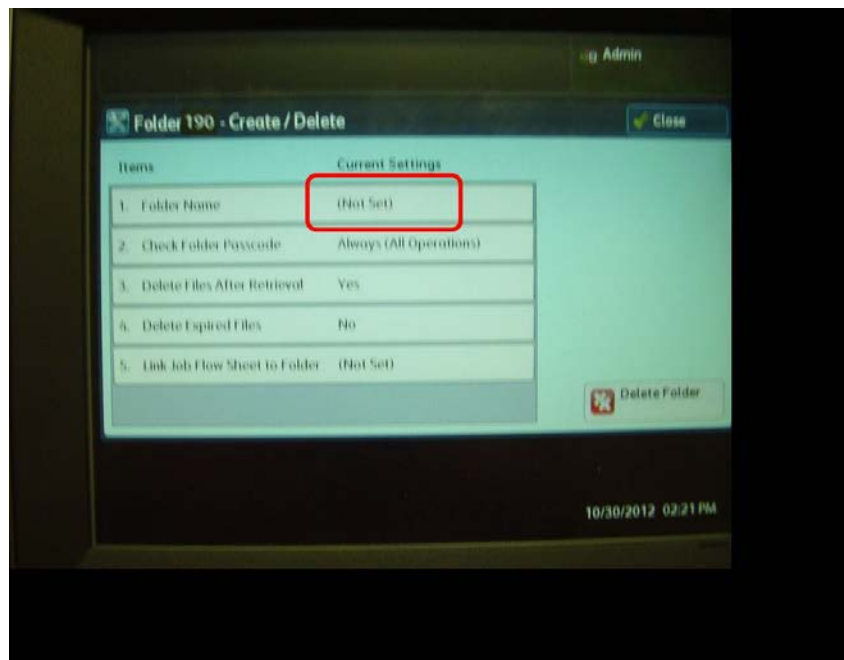 Admin
Folder 190 - Create / Delete
Close
Items Current Settings
1. Folder Name (Not Set)
2. Check Folder Passcode Always (All Operations)
3. Delete Files After Retrieval Yes
4. Delete Expired Files No
5. Link Job Flow Sheet to Folder (Not Set)
Delete Folder
10/30/2012 02:21 PM